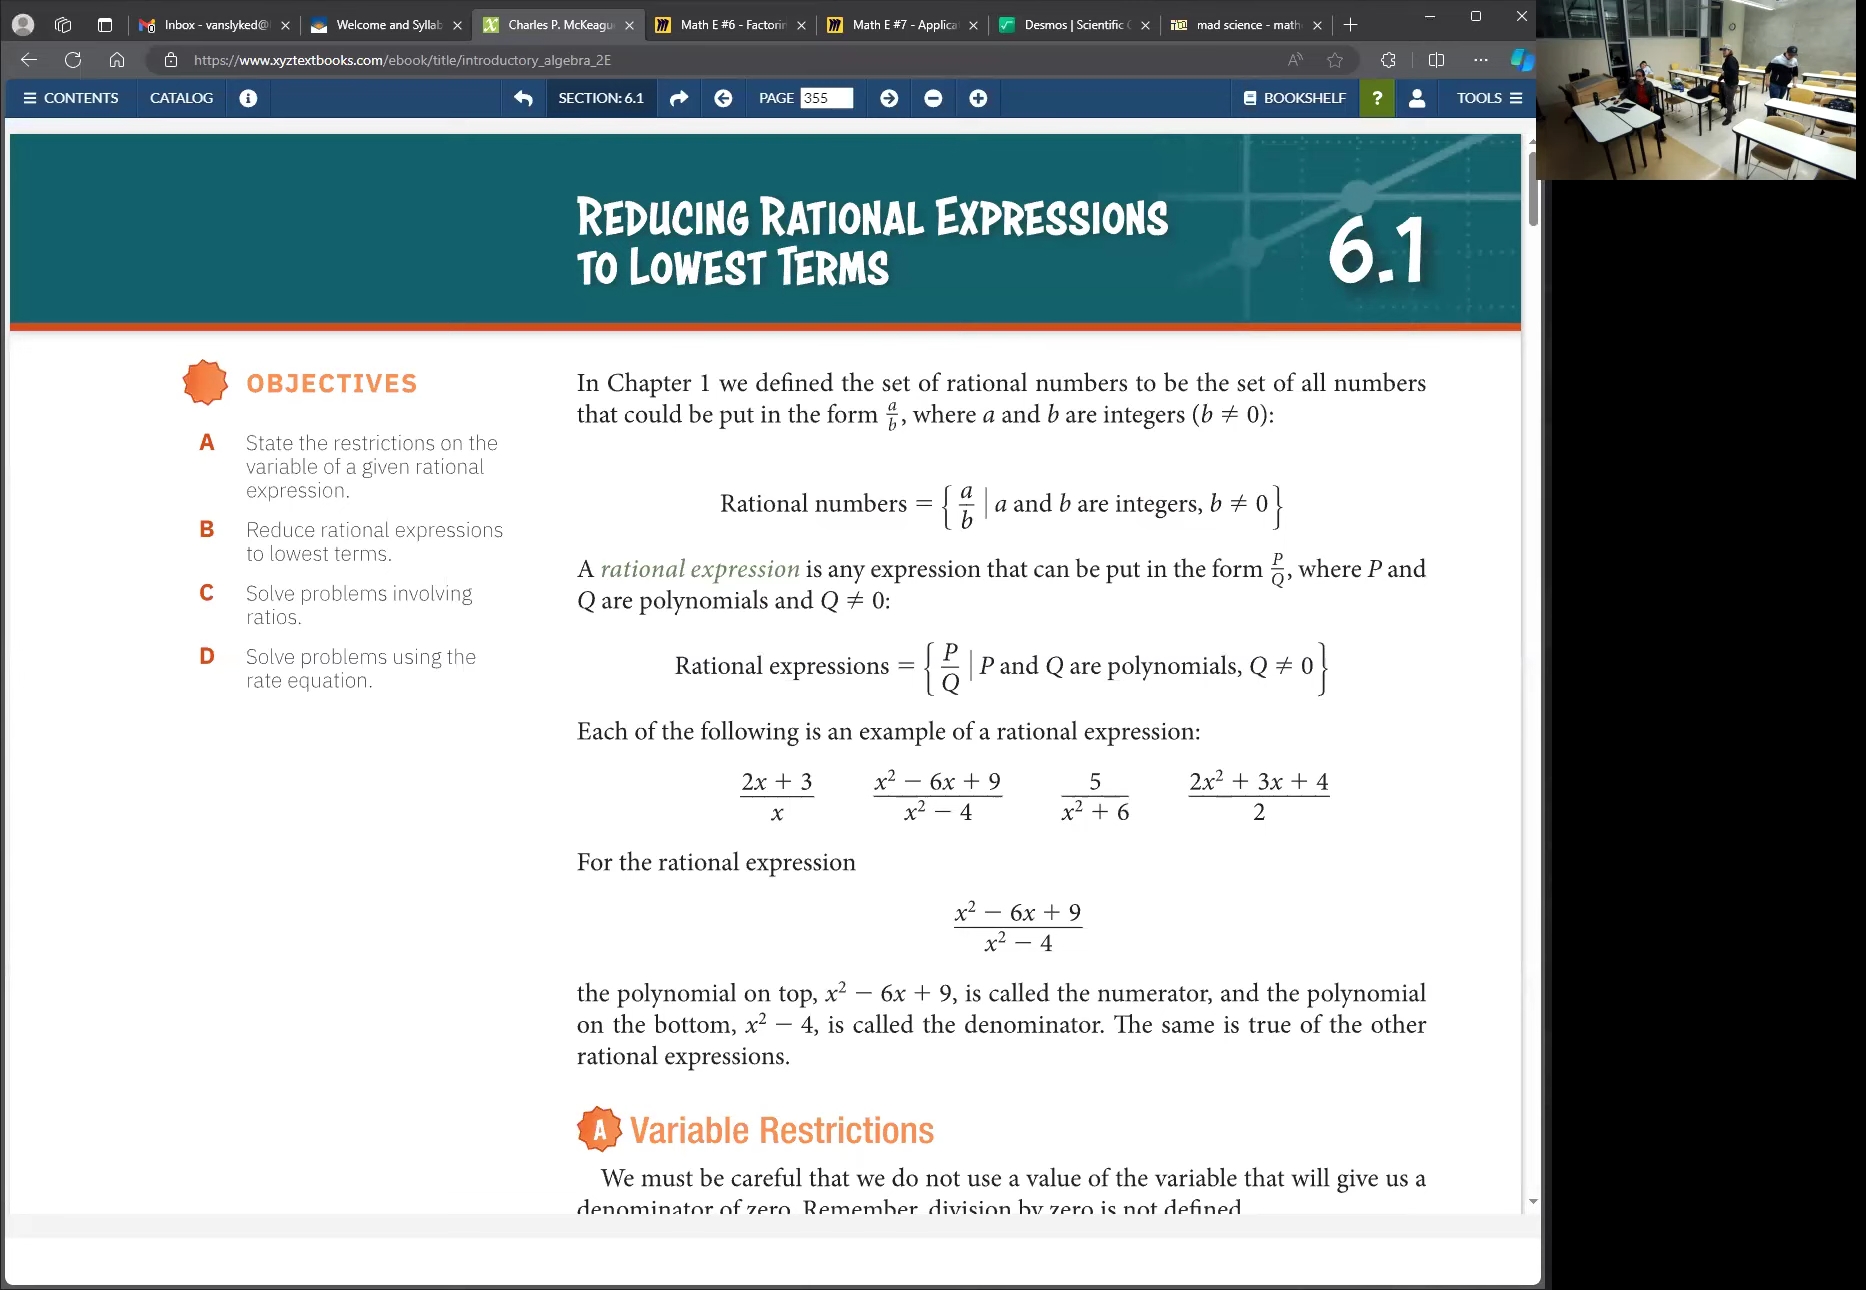 Inbox - vanslyked@
Welcome and Syllab
Charles P. McKeague
Math E #6 - Factorin
Math E #7 - Applica
Desmos | Scientific
mad science - math
https://www.xyztextbooks.com/ebook/title/introductory_algebra_2E
CONTENTS CATALOG SECTION: 6.1 PAGE 355 BOOKSHELF ? TOOLS
REDUCING RATIONAL EXPRESSIONS
TO LOWEST TERMS
6.1
OBJECTIVES
A State the restrictions on the
variable of a given rational
expression.
B Reduce rational expressions
to lowest terms.
C Solve problems involving
ratios.
D Solve problems using the
rate equation.
In Chapter 1 we defined the set of rational numbers to be the set of all numbers
that could be put in the form a/b, where a and b are integers (b ≠ 0):
Rational numbers = { a/b | a and b are integers, b ≠ 0 }
A rational expression is any expression that can be put in the form P/Q, where P and
Q are polynomials and Q ≠ 0:
Rational expressions = { P/Q | P and Q are polynomials, Q ≠ 0 }
Each of the following is an example of a rational expression:
2x + 3 x² − 6x + 9 5 2x² + 3x + 4
x x² − 4 x² + 6 2
For the rational expression
x² − 6x + 9
x² − 4
the polynomial on top, x² − 6x + 9, is called the numerator, and the polynomial
on the bottom, x² − 4, is called the denominator. The same is true of the other
rational expressions.
A Variable Restrictions
We must be careful that we do not use a value of the variable that will give us a
denominator of zero. Remember, division by zero is not defined.